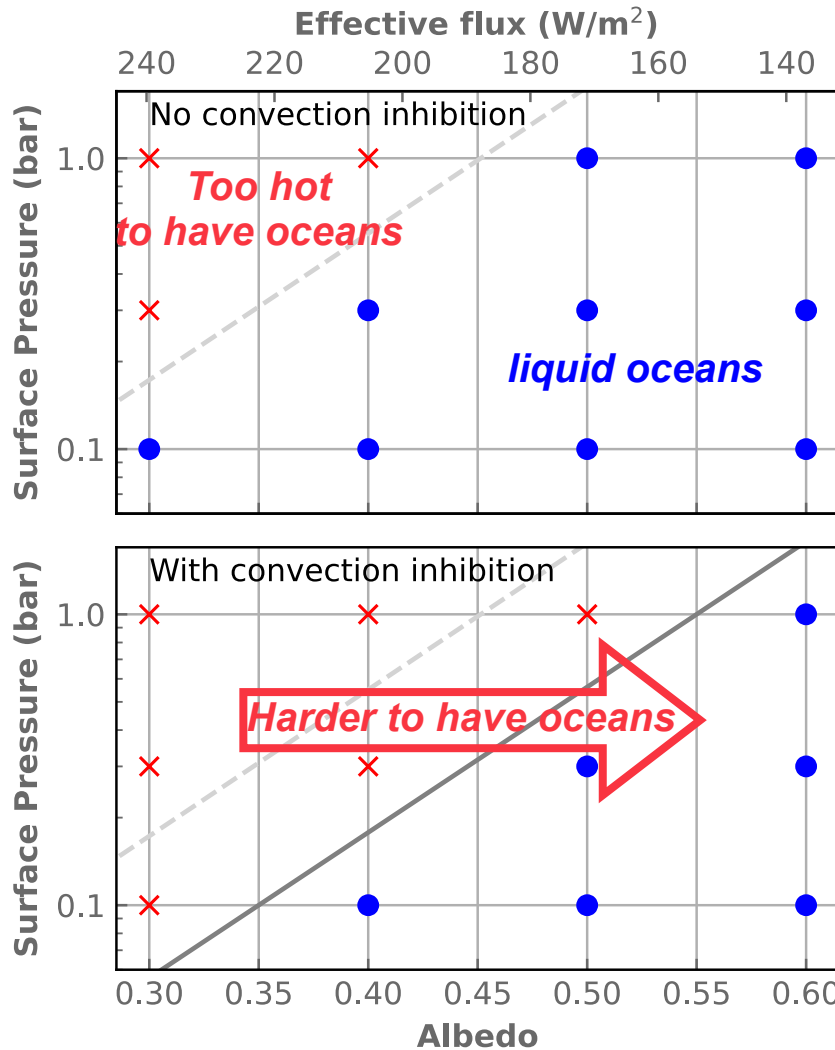 Effective flux (W/m²)
240 220 200 180 160 140
No convection inhibition
1.0
Too hot
to have oceans
Surface Pressure (bar)
liquid oceans
0.1
With convection inhibition
1.0
Harder to have oceans
Surface Pressure (bar)
0.1
0.30 0.35 0.40 0.45 0.50 0.55 0.60
Albedo